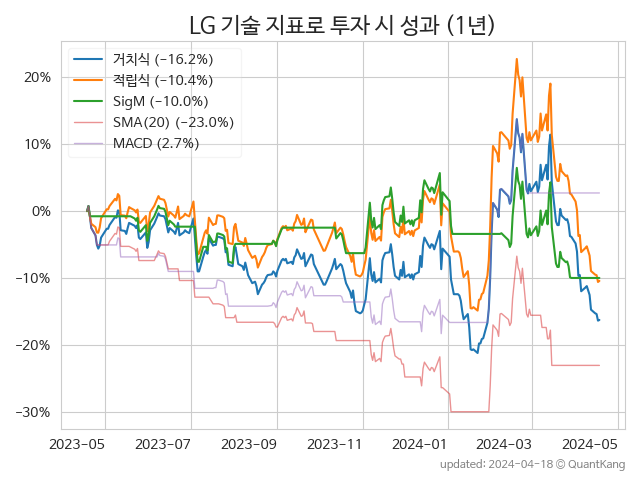 LG 기술 지표로 투자 시 성과 (1년)
거치식 (−16.2%)
적립식 (−10.4%)
SigM (−10.0%)
SMA(20) (−23.0%)
MACD (2.7%)
20%
10%
0%
−10%
−20%
−30%
2023-05 2023-07 2023-09 2023-11 2024-01 2024-03 2024-05
updated: 2024-04-18 © QuantKang